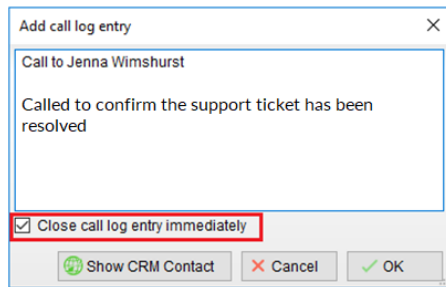 Add call log entry
Call to Jenna Wimshurst
Called to confirm the support ticket has been
resolved
Close call log entry immediately
Show CRM Contact
Cancel
OK